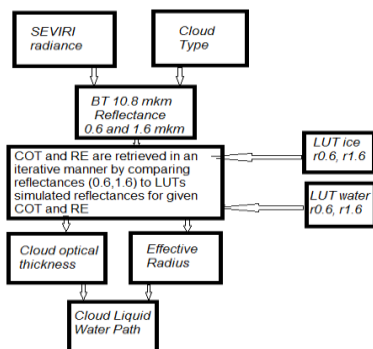 SEVIRI
radiance
Cloud
Type
BT 10.8 mkm
Reflectance
0.6 and 1.6 mkm
COT and RE are retrieved in an
iterative manner by comparing
reflectances (0.6,1.6) to LUTs
simulated reflectances for given
COT and RE
LUT ice
r0.6, r1.6
LUT water
r0.6, r1.6
Cloud optical
thickness
Effective
Radius
Cloud Liquid
Water Path